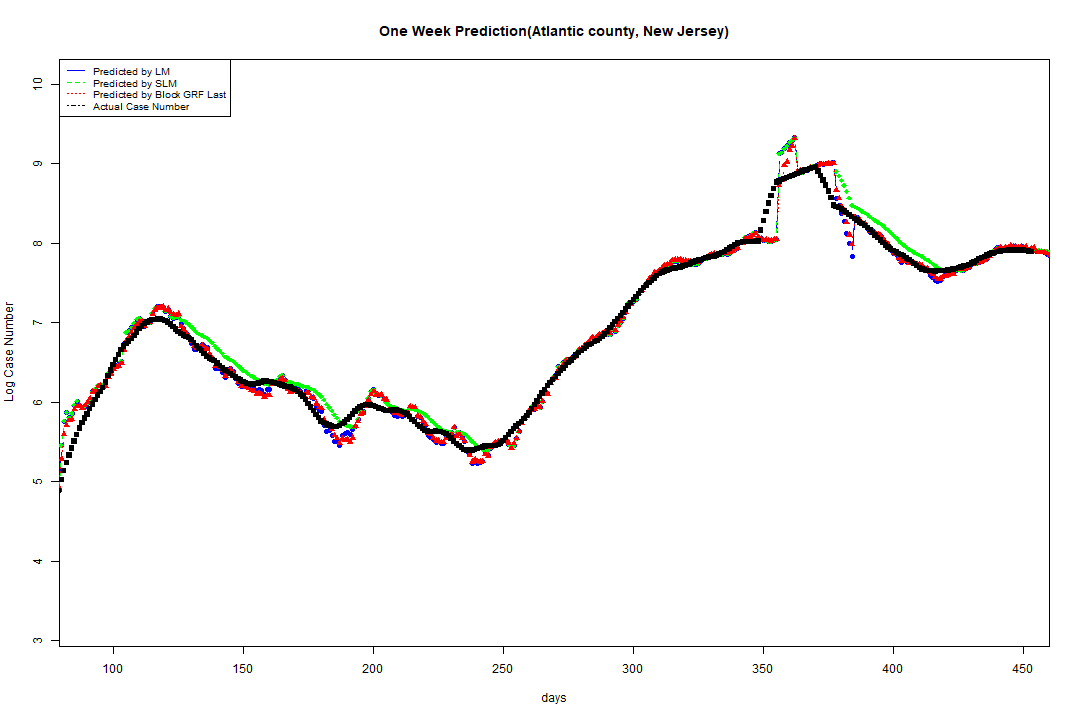 One Week Prediction(Atlantic county, New Jersey)
Predicted by LM
Predicted by SLM
Predicted by Block GRF Last
Actual Case Number
10
9
8
7
6
5
4
3
Log Case Number
100 150 200 250 300 350 400 450
days